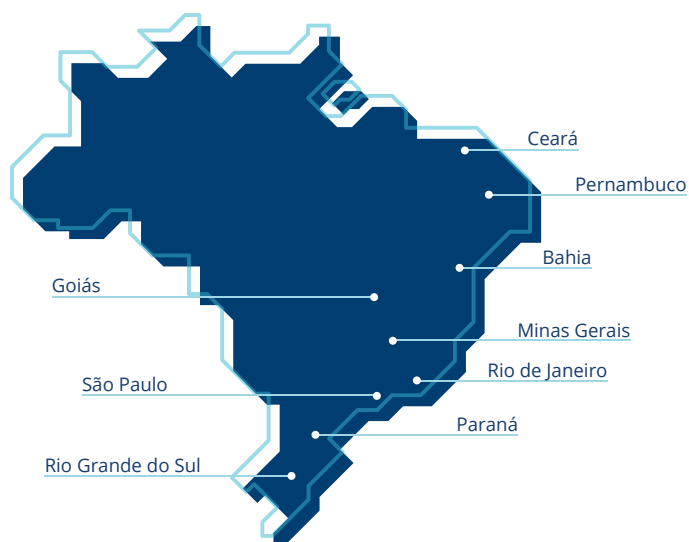 Ceará
Pernambuco
Bahia
Goiás
Minas Gerais
Rio de Janeiro
São Paulo
Paraná
Rio Grande do Sul